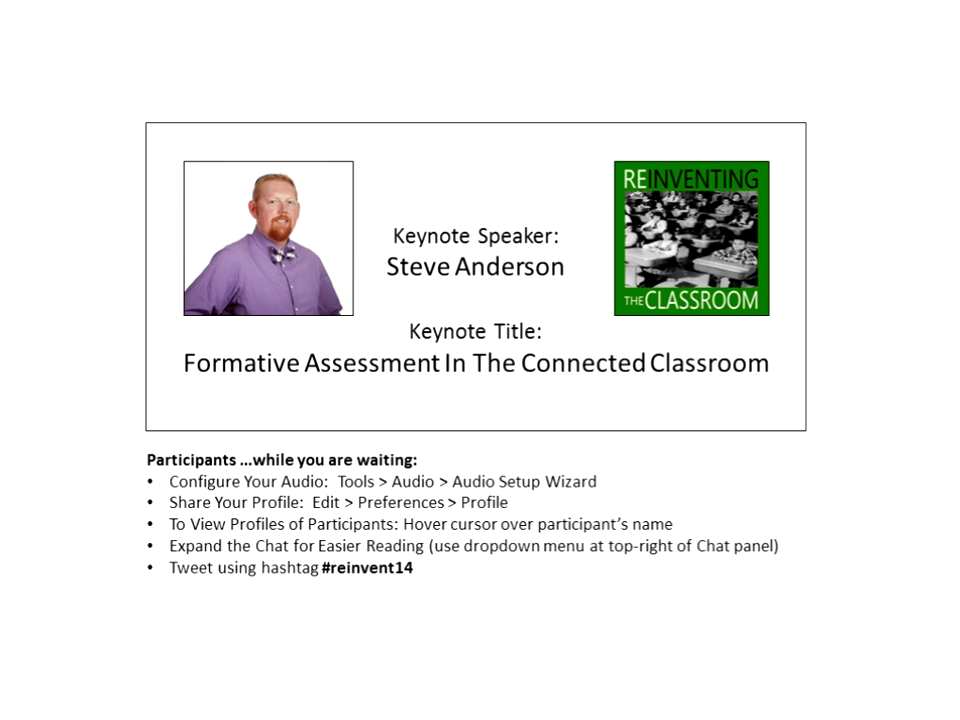 REINVENTING
THE CLASSROOM
Keynote Speaker:
Steve Anderson
Keynote Title:
Formative Assessment In The Connected Classroom
Participants ...while you are waiting:
• Configure Your Audio: Tools > Audio > Audio Setup Wizard
• Share Your Profile: Edit > Preferences > Profile
• To View Profiles of Participants: Hover cursor over participant's name
• Expand the Chat for Easier Reading (use dropdown menu at top-right of Chat panel)
• Tweet using hashtag #reinvent14